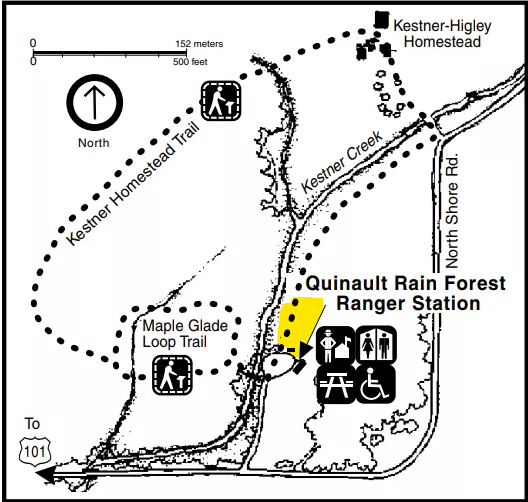 Kestner-Higley
Homestead
0 152 meters
0 500 feet
North
Kestner Homestead Trail
Kestner Creek
North Shore Rd.
Quinault Rain Forest
Ranger Station
Maple Glade
Loop Trail
To
101